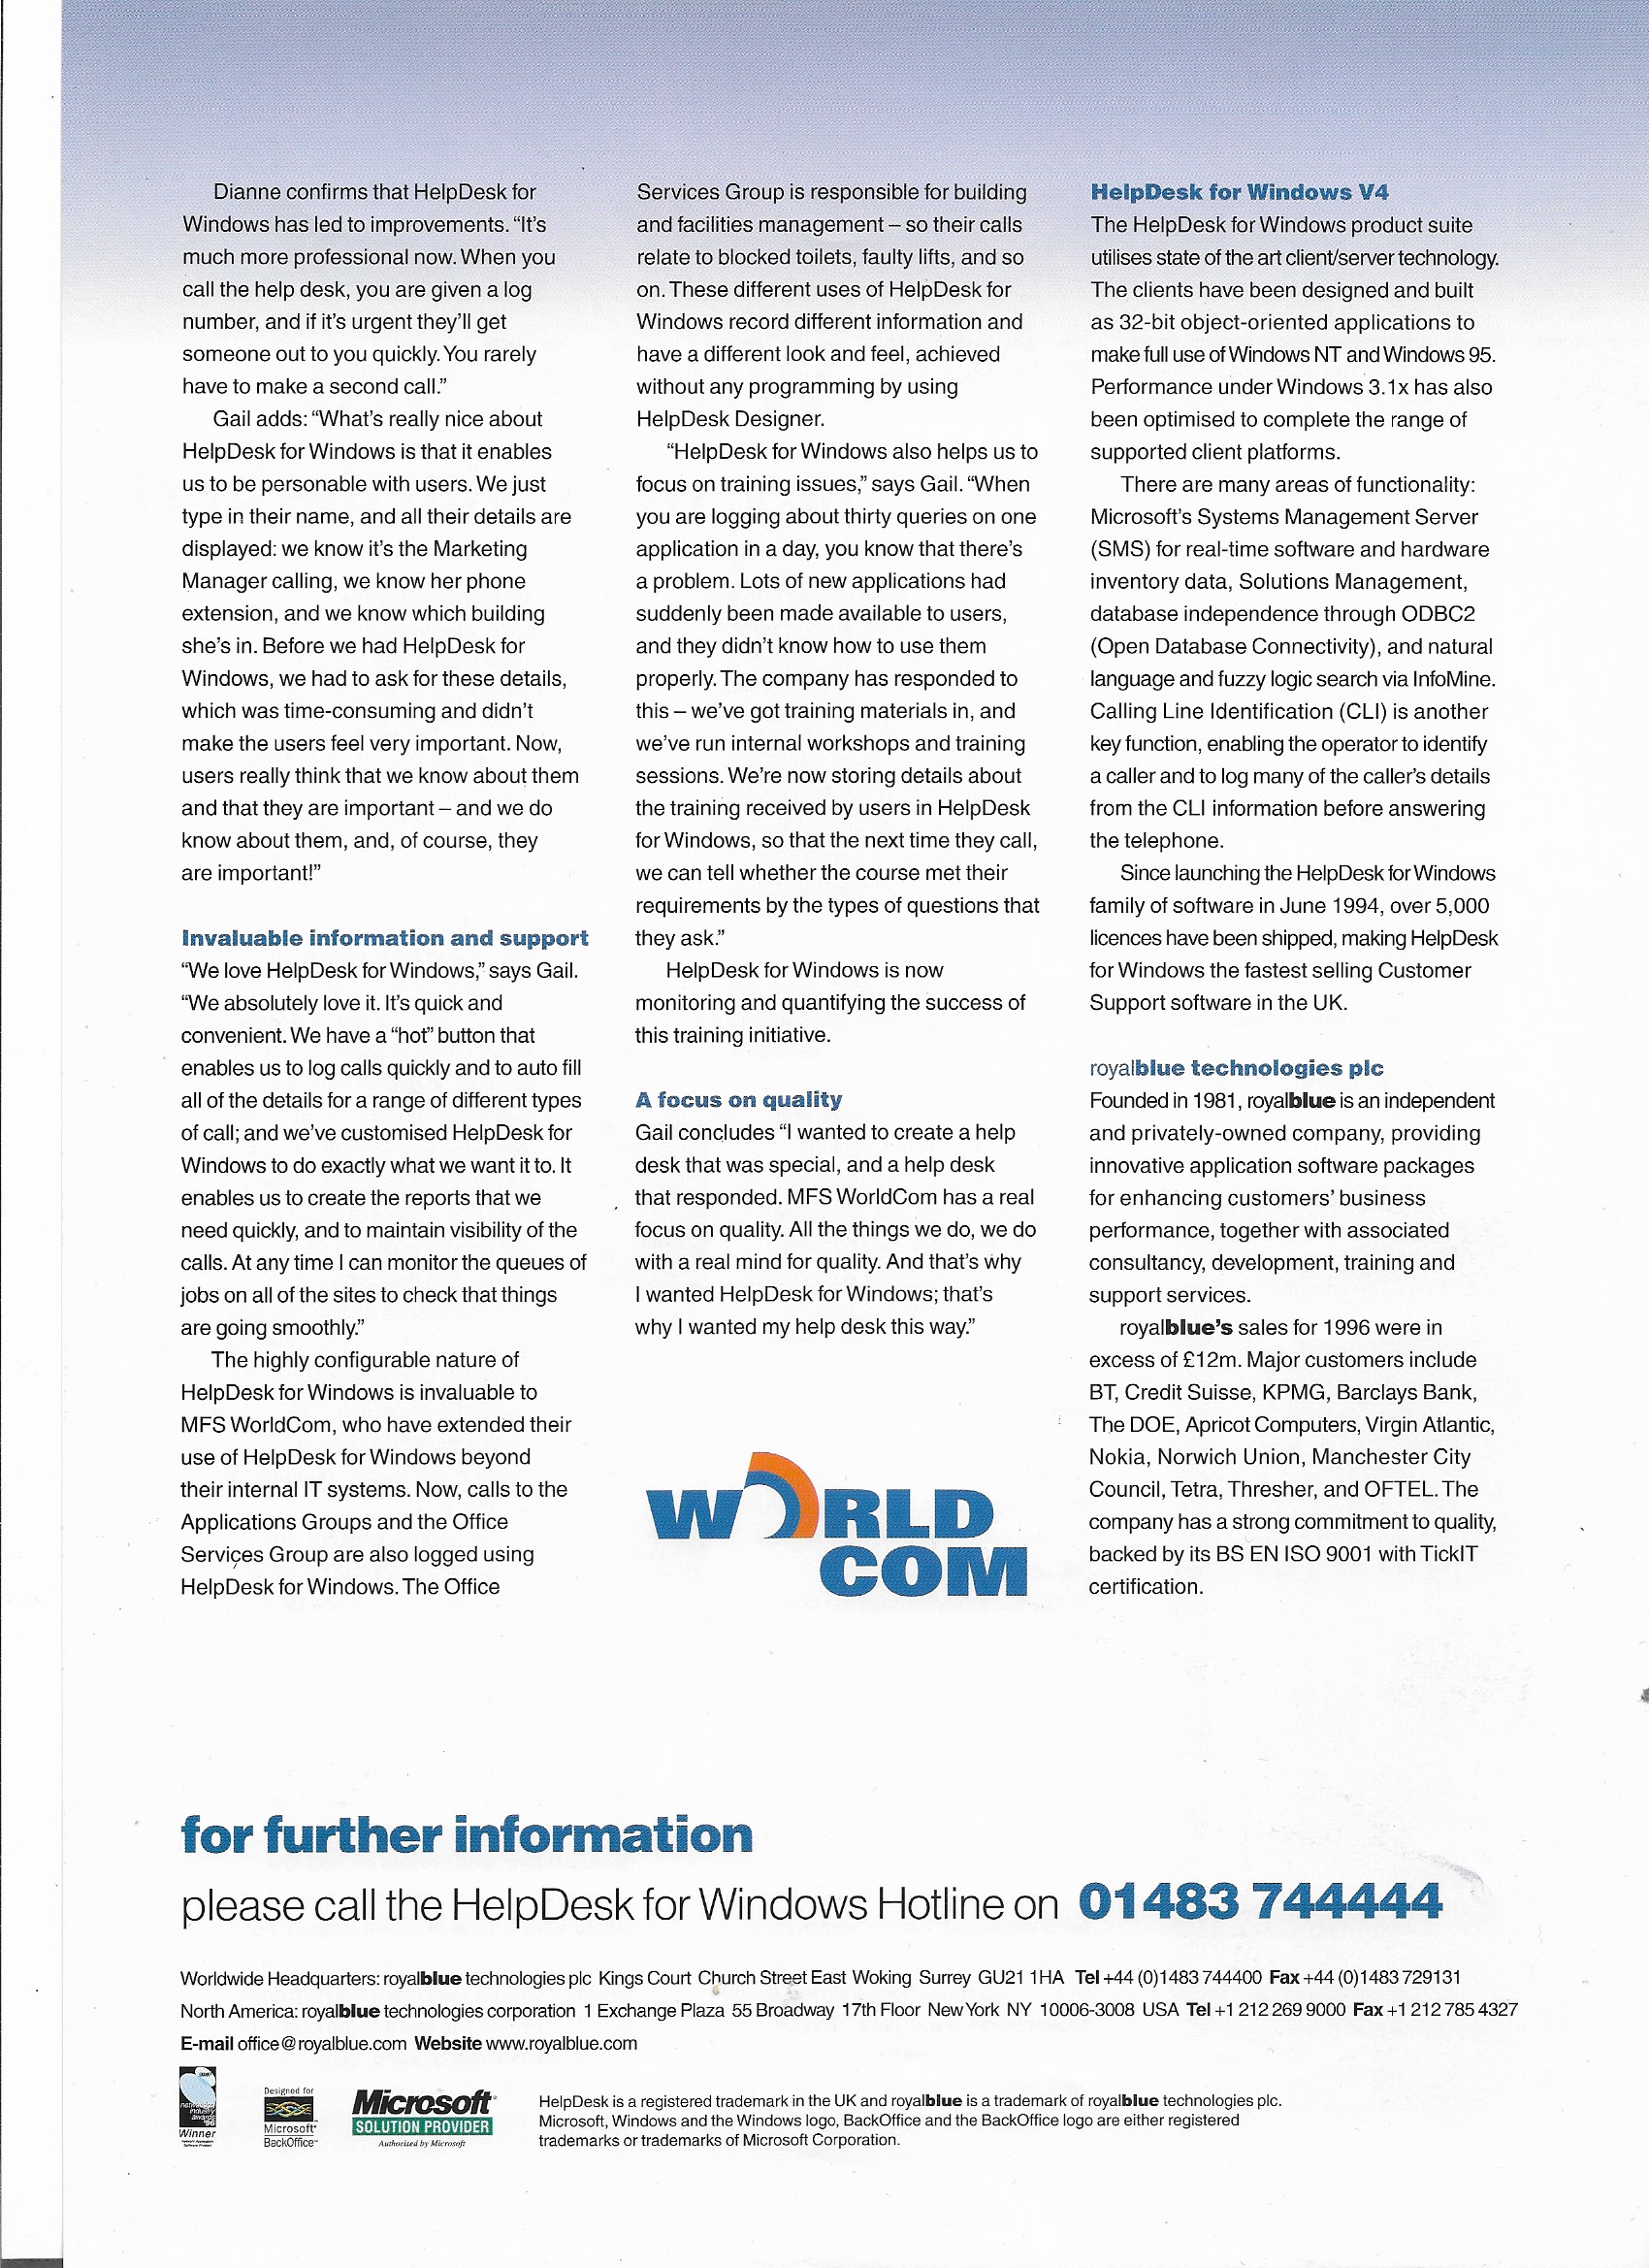 Dianne confirms that HelpDesk for
Windows has led to improvements. “It’s
much more professional now. When you
call the help desk, you are given a log
number, and if it’s urgent they’ll get
someone out to you quickly. You rarely
have to make a second call.”
Gail adds: “What’s really nice about
HelpDesk for Windows is that it enables
us to be personable with users. We just
type in their name, and all their details are
displayed: we know it’s the Marketing
Manager calling, we know her phone
extension, and we know which building
she’s in. Before we had HelpDesk for
Windows, we had to ask for these details,
which was time-consuming and didn’t
make the users feel very important. Now,
users really think that we know about them
and that they are important – and we do
know about them, and, of course, they
are important!”
Invaluable information and support
“We love HelpDesk for Windows,” says Gail.
“We absolutely love it. It’s quick and
convenient. We have a “hot” button that
enables us to log calls quickly and to auto fill
all of the details for a range of different types
of call; and we’ve customised HelpDesk for
Windows to do exactly what we want it to. It
enables us to create the reports that we
need quickly, and to maintain visibility of the
calls. At any time I can monitor the queues of
jobs on all of the sites to check that things
are going smoothly.”
The highly configurable nature of
HelpDesk for Windows is invaluable to
MFS WorldCom, who have extended their
use of HelpDesk for Windows beyond
their internal IT systems. Now, calls to the
Applications Groups and the Office
Services Group are also logged using
HelpDesk for Windows. The Office
Services Group is responsible for building
and facilities management – so their calls
relate to blocked toilets, faulty lifts, and so
on. These different uses of HelpDesk for
Windows record different information and
have a different look and feel, achieved
without any programming by using
HelpDesk Designer.
“HelpDesk for Windows also helps us to
focus on training issues,” says Gail. “When
you are logging about thirty queries on one
application in a day, you know that there’s
a problem. Lots of new applications had
suddenly been made available to users,
and they didn’t know how to use them
properly. The company has responded to
this – we’ve got training materials in, and
we’ve run internal workshops and training
sessions. We’re now storing details about
the training received by users in HelpDesk
for Windows, so that the next time they call,
we can tell whether the course met their
requirements by the types of questions that
they ask.”
HelpDesk for Windows is now
monitoring and quantifying the success of
this training initiative.
A focus on quality
Gail concludes “I wanted to create a help
desk that was special, and a help desk
that responded. MFS WorldCom has a real
focus on quality. All the things we do, we do
with a real mind for quality. And that’s why
I wanted HelpDesk for Windows; that’s
why I wanted my help desk this way.”
WORLD
COM
HelpDesk for Windows V4
The HelpDesk for Windows product suite
utilises state of the art client/server technology.
The clients have been designed and built
as 32-bit object-oriented applications to
make full use of Windows NT and Windows 95.
Performance under Windows 3.1x has also
been optimised to complete the range of
supported client platforms.
There are many areas of functionality:
Microsoft’s Systems Management Server
(SMS) for real-time software and hardware
inventory data, Solutions Management,
database independence through ODBC2
(Open Database Connectivity), and natural
language and fuzzy logic search via InfoMine.
Calling Line Identification (CLI) is another
key function, enabling the operator to identify
a caller and to log many of the caller’s details
from the CLI information before answering
the telephone.
Since launching the HelpDesk for Windows
family of software in June 1994, over 5,000
licences have been shipped, making HelpDesk
for Windows the fastest selling Customer
Support software in the UK.
royalblue technologies plc
Founded in 1981, royalblue is an independent
and privately-owned company, providing
innovative application software packages
for enhancing customers’ business
performance, together with associated
consultancy, development, training and
support services.
royalblue’s sales for 1996 were in
excess of £12m. Major customers include
BT, Credit Suisse, KPMG, Barclays Bank,
The DOE, Apricot Computers, Virgin Atlantic,
Nokia, Norwich Union, Manchester City
Council, Tetra, Thresher, and OFTEL. The
company has a strong commitment to quality,
backed by its BS EN ISO 9001 with TickIT
certification.
for further information
please call the HelpDesk for Windows Hotline on 01483 744444
Worldwide Headquarters: royalblue technologies plc Kings Court Church Street East Woking Surrey GU21 1HA Tel +44 (0)1483 744400 Fax +44 (0)1483 729131
North America: royalblue technologies corporation 1 Exchange Plaza 55 Broadway 17th Floor New York NY 10006-3008 USA Tel +1 212 269 9000 Fax +1 212 785 4327
E-mail office@royalblue.com Website www.royalblue.com
network
industry
awards
Winner
Designed for
Microsoft®
BackOffice™
Microsoft®
SOLUTION PROVIDER
Authorised by Microsoft
HelpDesk is a registered trademark in the UK and royalblue is a trademark of royalblue technologies plc.
Microsoft, Windows and the Windows logo, BackOffice and the BackOffice logo are either registered
trademarks or trademarks of Microsoft Corporation.